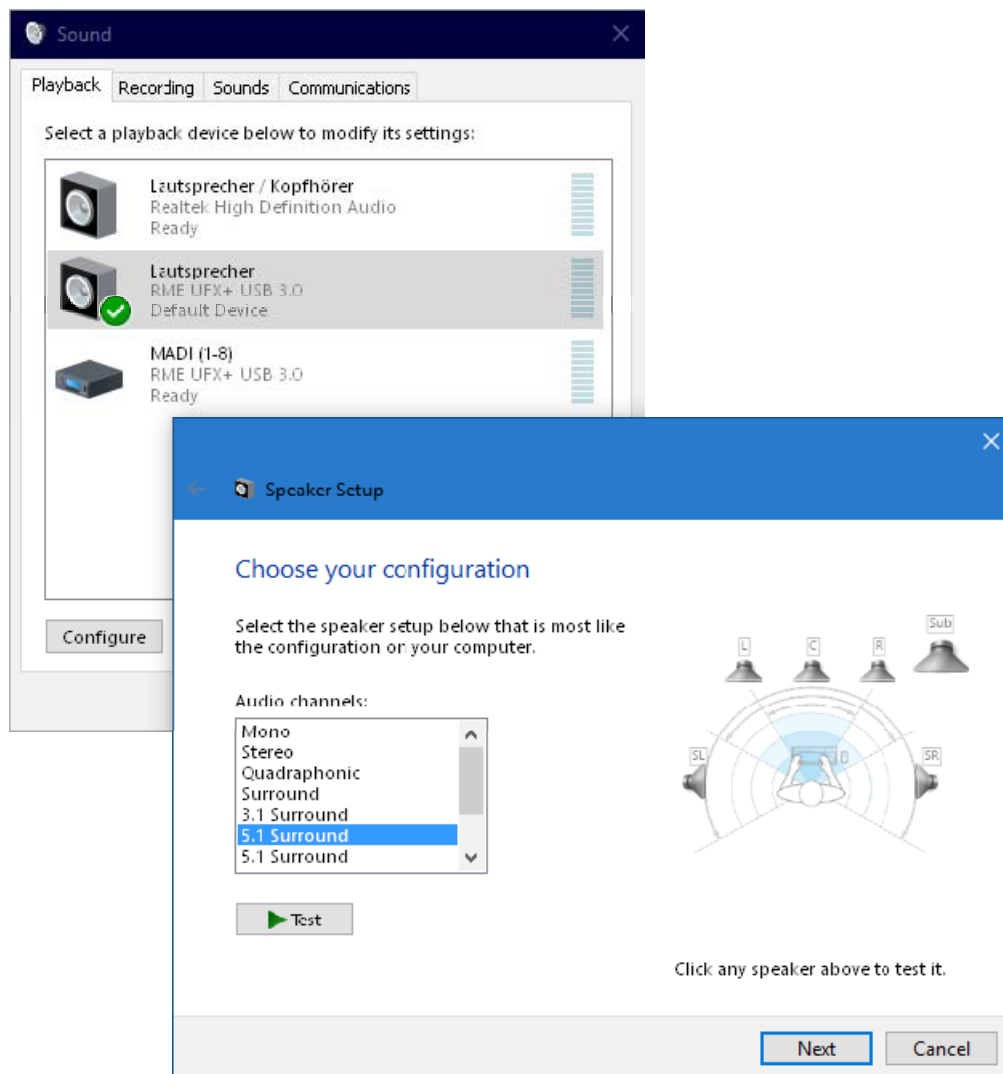 Sound
Playback Recording Sounds Communications
Select a playback device below to modify its settings:
Lautsprecher / Kopfhörer
Realtek High Definition Audio
Ready
Lautsprecher
RME UFX+ USB 3.0
Default Device
MADI (1-8)
RME UFX+ USB 3.0
Ready
Configure
Speaker Setup
Choose your configuration
Select the speaker setup below that is most like
the configuration on your computer.
Audio channels:
Mono
Stereo
Quadraphonic
Surround
3.1 Surround
5.1 Surround
5.1 Surround
Test
L C R Sub
SL SR
Click any speaker above to test it.
Next Cancel